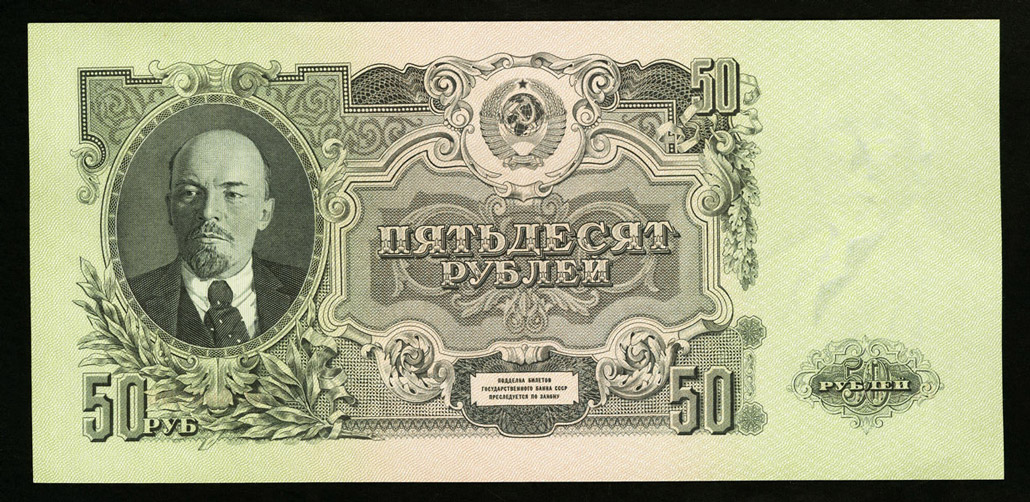 50
ПЯТЬДЕСЯТ
РУБЛЕЙ
ПОДДЕЛКА БИЛЕТОВ
ГОСУДАРСТВЕННОГО БАНКА СССР
ПРЕСЛЕДУЕТСЯ ПО ЗАКОНУ
50 РУБ
50
50
РУБЛЕЙ